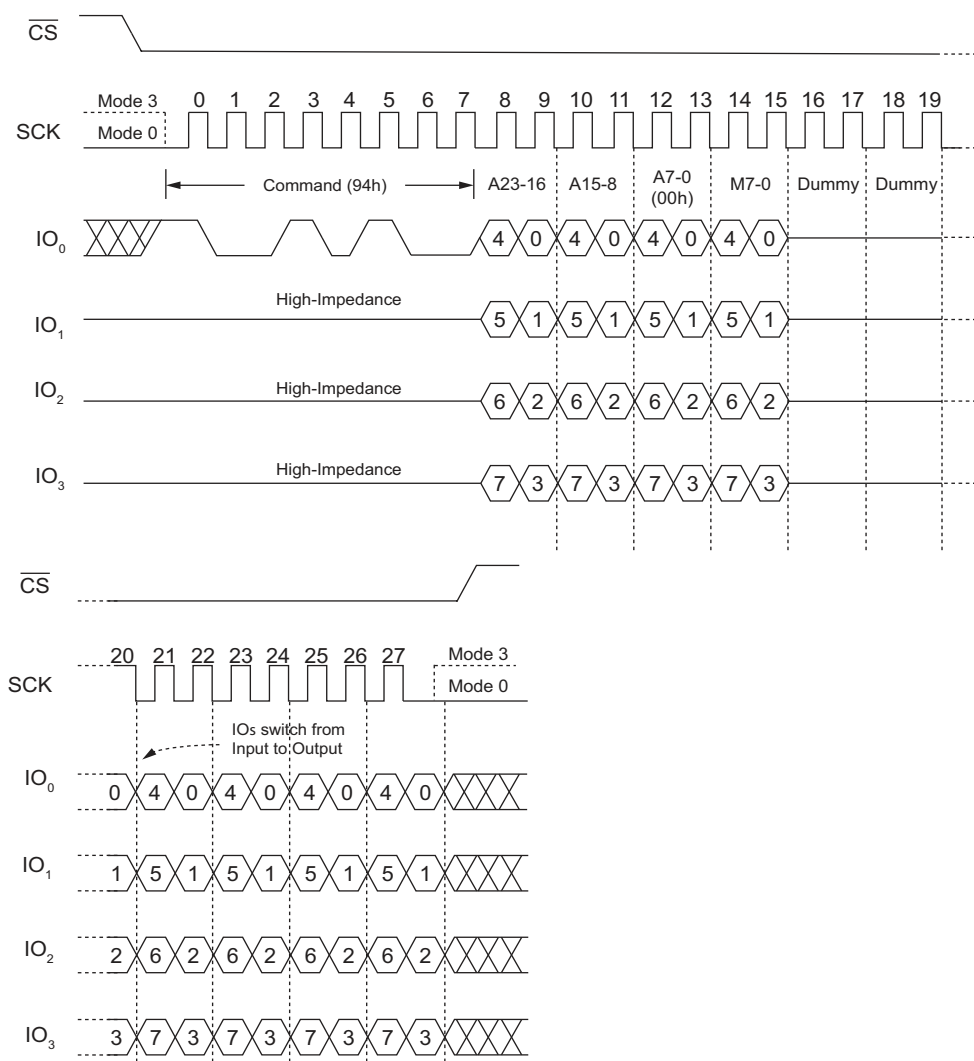 CS
Mode 3 0 1 2 3 4 5 6 7 8 9 10 11 12 13 14 15 16 17 18 19
SCK Mode 0
Command (94h) A23-16 A15-8 A7-0 (00h) M7-0 Dummy Dummy
IO0 4 0 4 0 4 0 4 0
High-Impedance
IO1 5 1 5 1 5 1 5 1
High-Impedance
IO2 6 2 6 2 6 2 6 2
High-Impedance
IO3 7 3 7 3 7 3 7 3
CS
20 21 22 23 24 25 26 27 Mode 3
SCK Mode 0
IOs switch from
Input to Output
IO0 0 4 0 4 0 4 0 4 0
IO1 1 5 1 5 1 5 1 5 1
IO2 2 6 2 6 2 6 2 6 2
IO3 3 7 3 7 3 7 3 7 3